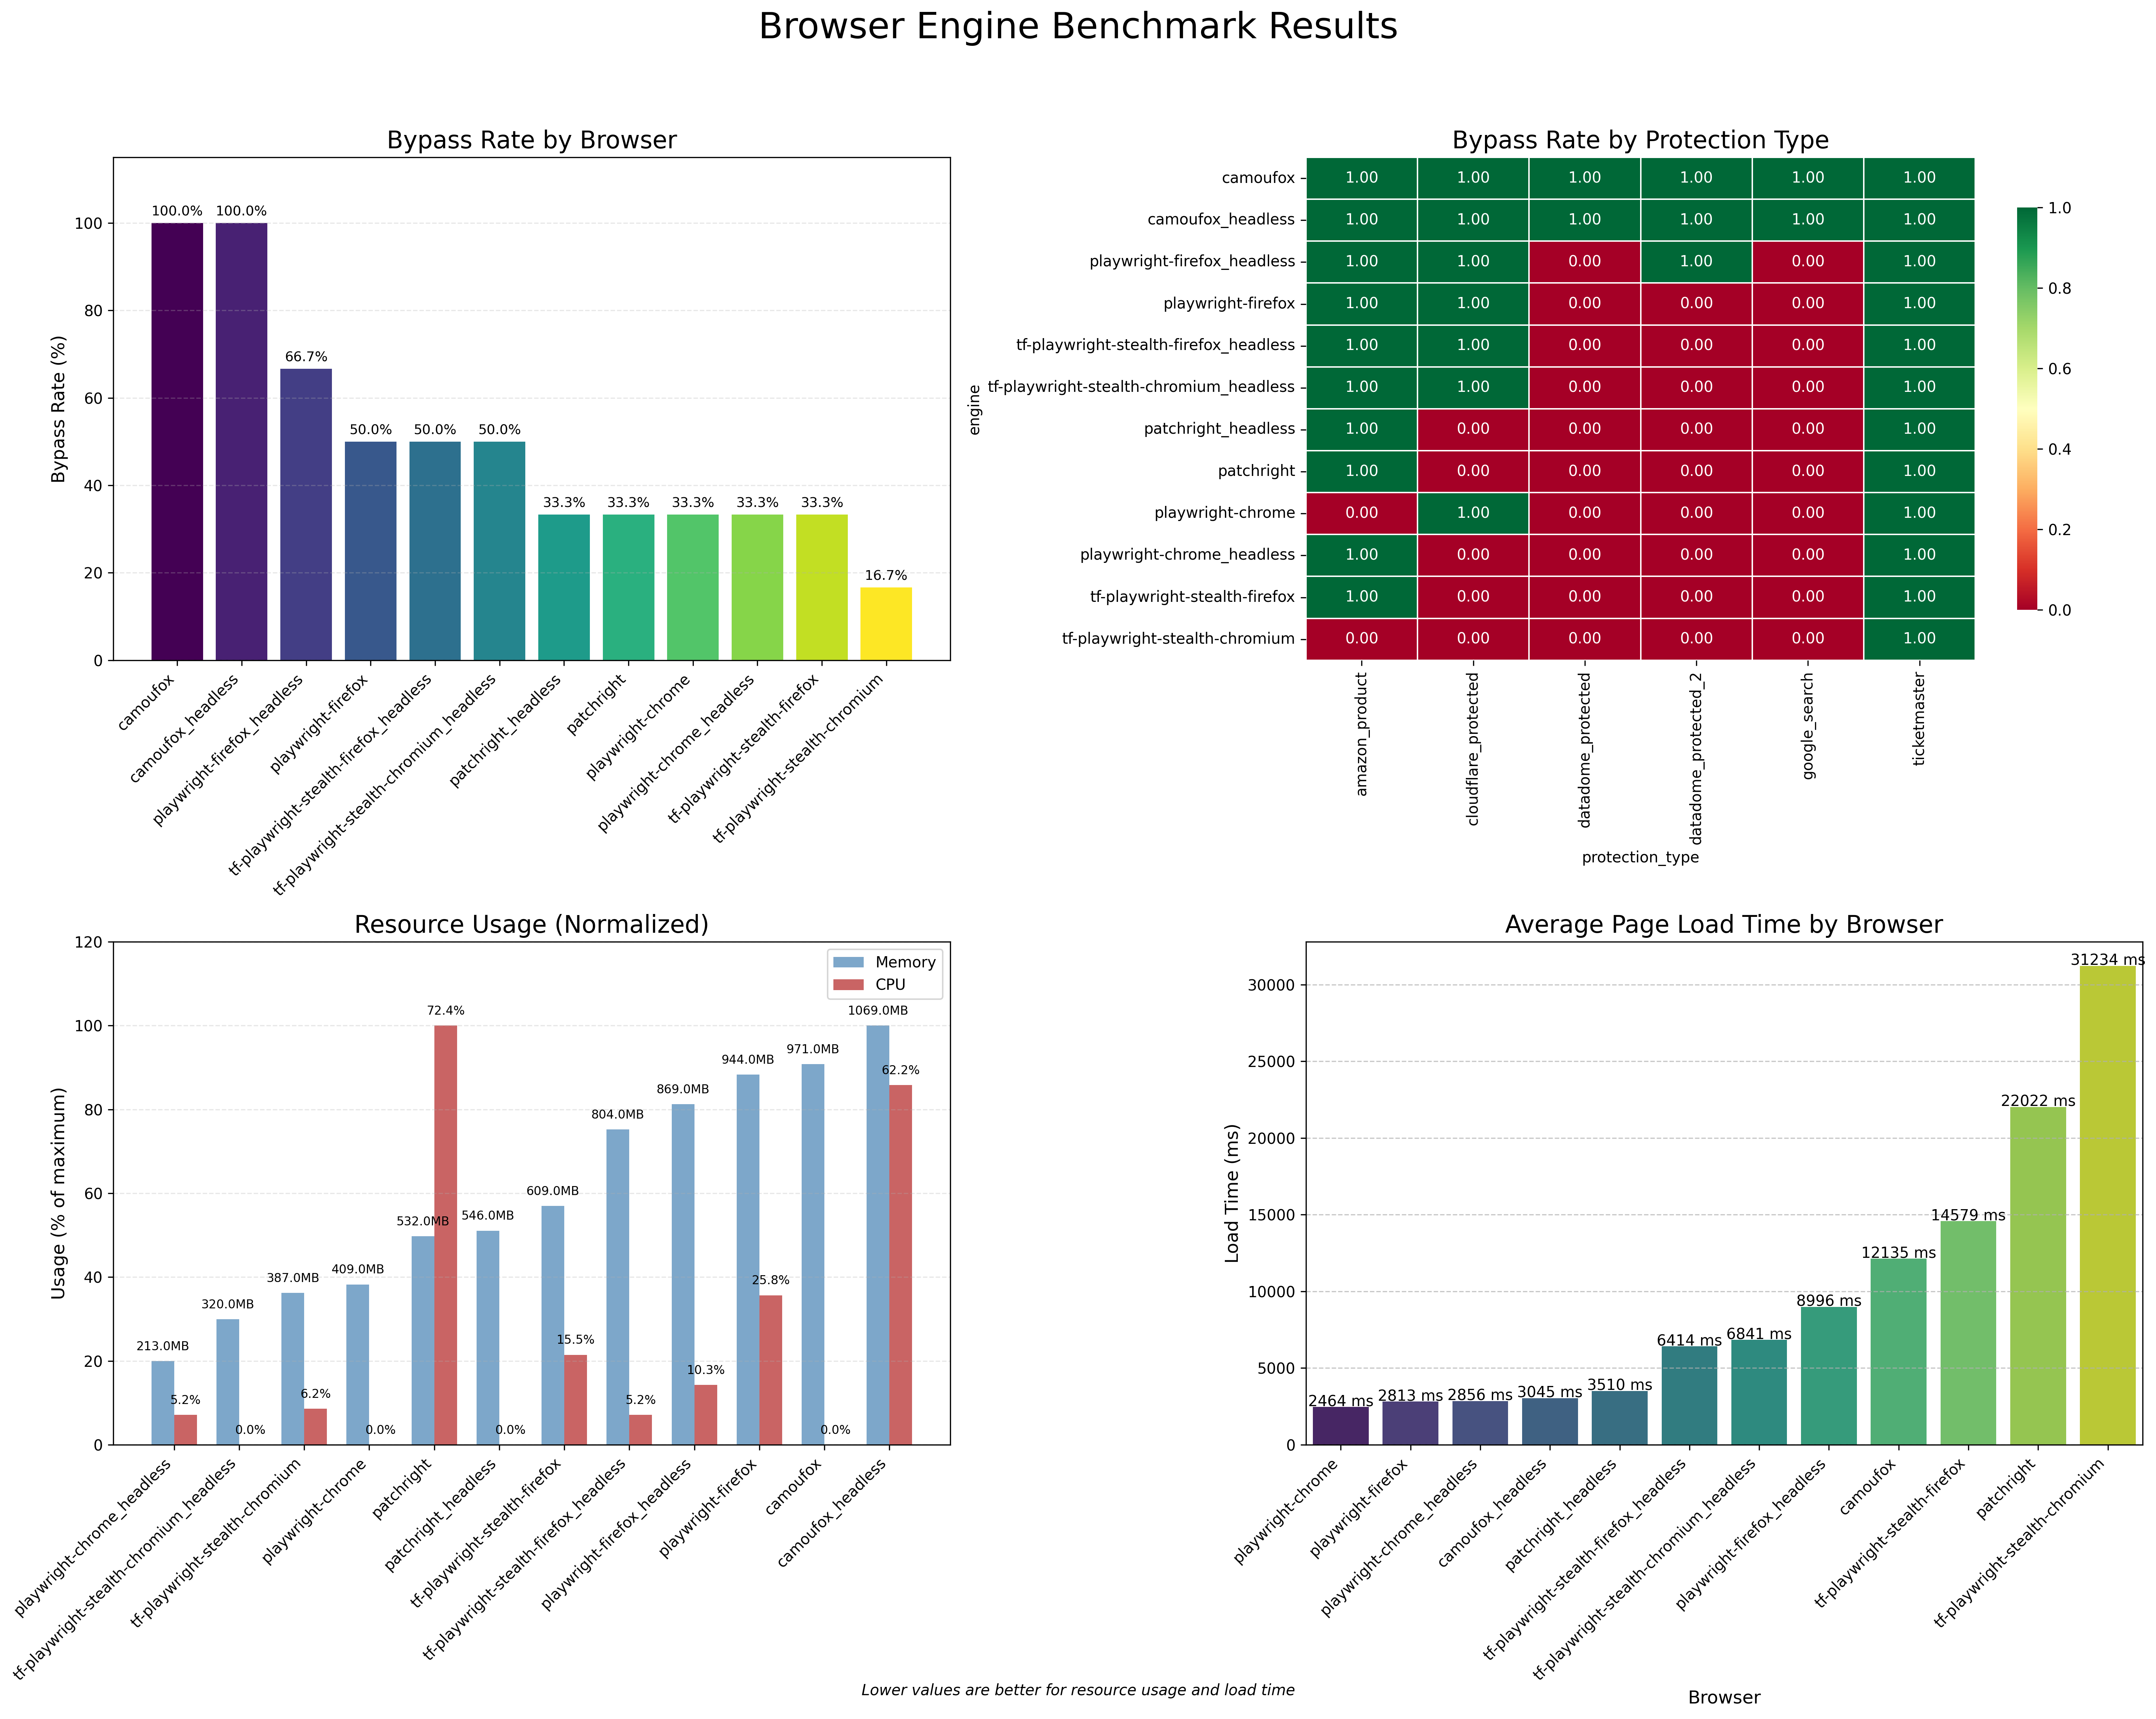 Browser Engine Benchmark Results
Bypass Rate by Browser
Bypass Rate (%)
100
80
60
40
20
0
100.0%
100.0%
66.7%
50.0%
50.0%
50.0%
33.3%
33.3%
33.3%
33.3%
33.3%
16.7%
camoufox
camoufox_headless
playwright-firefox_headless
playwright-firefox
tf-playwright-stealth-firefox_headless
tf-playwright-stealth-chromium_headless
patchright_headless
patchright
playwright-chrome
playwright-chrome_headless
tf-playwright-stealth-firefox
tf-playwright-stealth-chromium
Bypass Rate by Protection Type
engine
camoufox 1.00 1.00 1.00 1.00 1.00 1.00
camoufox_headless 1.00 1.00 1.00 1.00 1.00 1.00
playwright-firefox_headless 1.00 1.00 0.00 1.00 0.00 1.00
playwright-firefox 1.00 1.00 0.00 0.00 0.00 1.00
tf-playwright-stealth-firefox_headless 1.00 1.00 0.00 0.00 0.00 1.00
tf-playwright-stealth-chromium_headless 1.00 1.00 0.00 0.00 0.00 1.00
patchright_headless 1.00 0.00 0.00 0.00 0.00 1.00
patchright 1.00 0.00 0.00 0.00 0.00 1.00
playwright-chrome 0.00 1.00 0.00 0.00 0.00 1.00
playwright-chrome_headless 1.00 0.00 0.00 0.00 0.00 1.00
tf-playwright-stealth-firefox 1.00 0.00 0.00 0.00 0.00 1.00
tf-playwright-stealth-chromium 0.00 0.00 0.00 0.00 0.00 1.00
amazon_product
cloudflare_protected
datadome_protected
datadome_protected_2
google_search
ticketmaster
protection_type
1.0
0.8
0.6
0.4
0.2
0.0
Resource Usage (Normalized)
Usage (% of maximum)
120
100
80
60
40
20
0
Memory
CPU
213.0MB
5.2%
320.0MB
0.0%
387.0MB
6.2%
409.0MB
0.0%
532.0MB
72.4%
546.0MB
0.0%
609.0MB
15.5%
804.0MB
5.2%
869.0MB
10.3%
944.0MB
25.8%
971.0MB
0.0%
1069.0MB
62.2%
playwright-chrome_headless
tf-playwright-stealth-chromium_headless
tf-playwright-stealth-chromium
playwright-chrome
patchright
patchright_headless
tf-playwright-stealth-firefox
tf-playwright-stealth-firefox_headless
playwright-firefox_headless
playwright-firefox
camoufox
camoufox_headless
Average Page Load Time by Browser
Load Time (ms)
30000
25000
20000
15000
10000
5000
0
2464 ms
2813 ms
2856 ms
3045 ms
3510 ms
6414 ms
6841 ms
8996 ms
12135 ms
14579 ms
22022 ms
31234 ms
playwright-chrome
playwright-firefox
playwright-chrome_headless
camoufox_headless
patchright_headless
tf-playwright-stealth-firefox_headless
tf-playwright-stealth-chromium_headless
playwright-firefox_headless
camoufox
tf-playwright-stealth-firefox
patchright
tf-playwright-stealth-chromium
Browser
Lower values are better for resource usage and load time